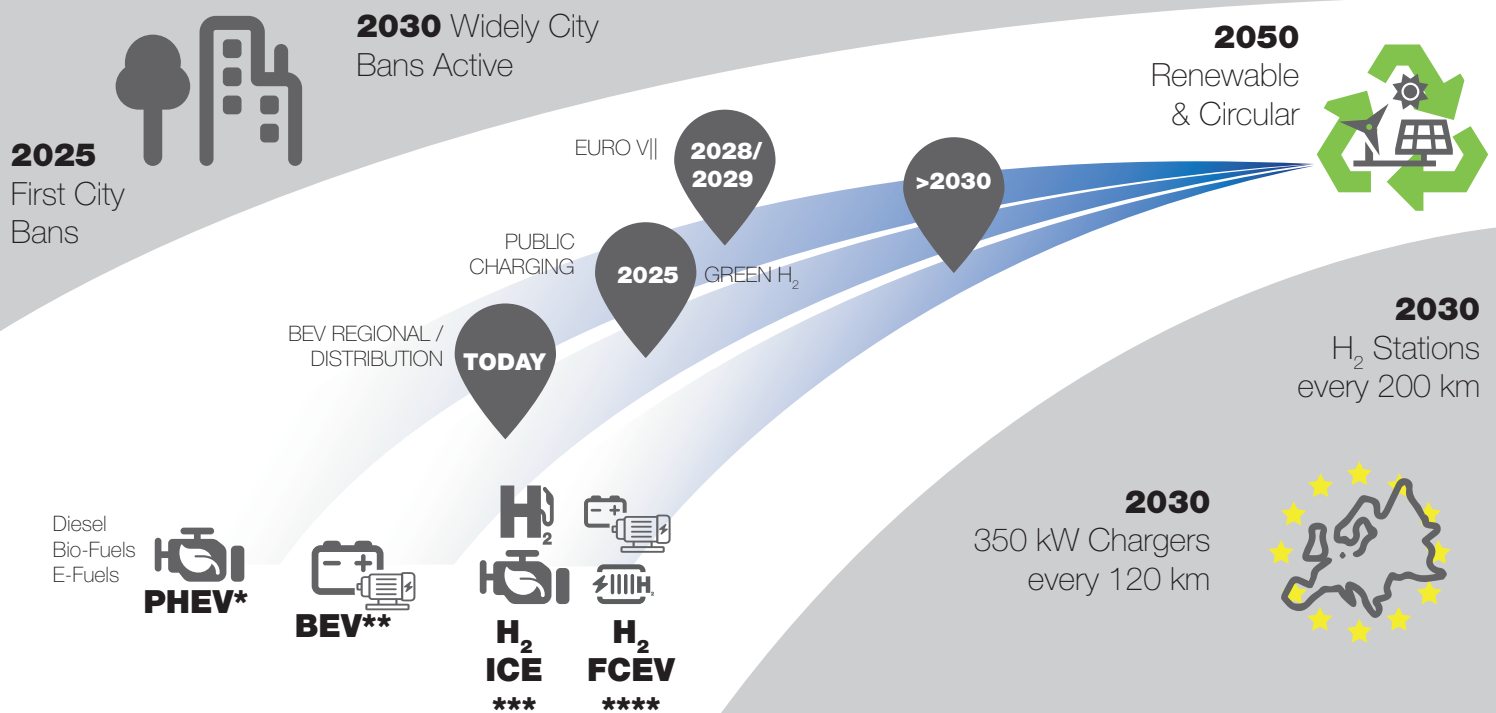 2030 Widely City
Bans Active
2025
First City
Bans
2050
Renewable
& Circular
EURO V||
2028/
2029
>2030
PUBLIC
CHARGING
2025
GREEN H₂
BEV REGIONAL /
DISTRIBUTION
TODAY
2030
H₂ Stations
every 200 km
2030
350 kW Chargers
every 120 km
Diesel
Bio-Fuels
E-Fuels
PHEV*
BEV**
H₂
H₂
ICE
***
H₂
H₂
FCEV
****